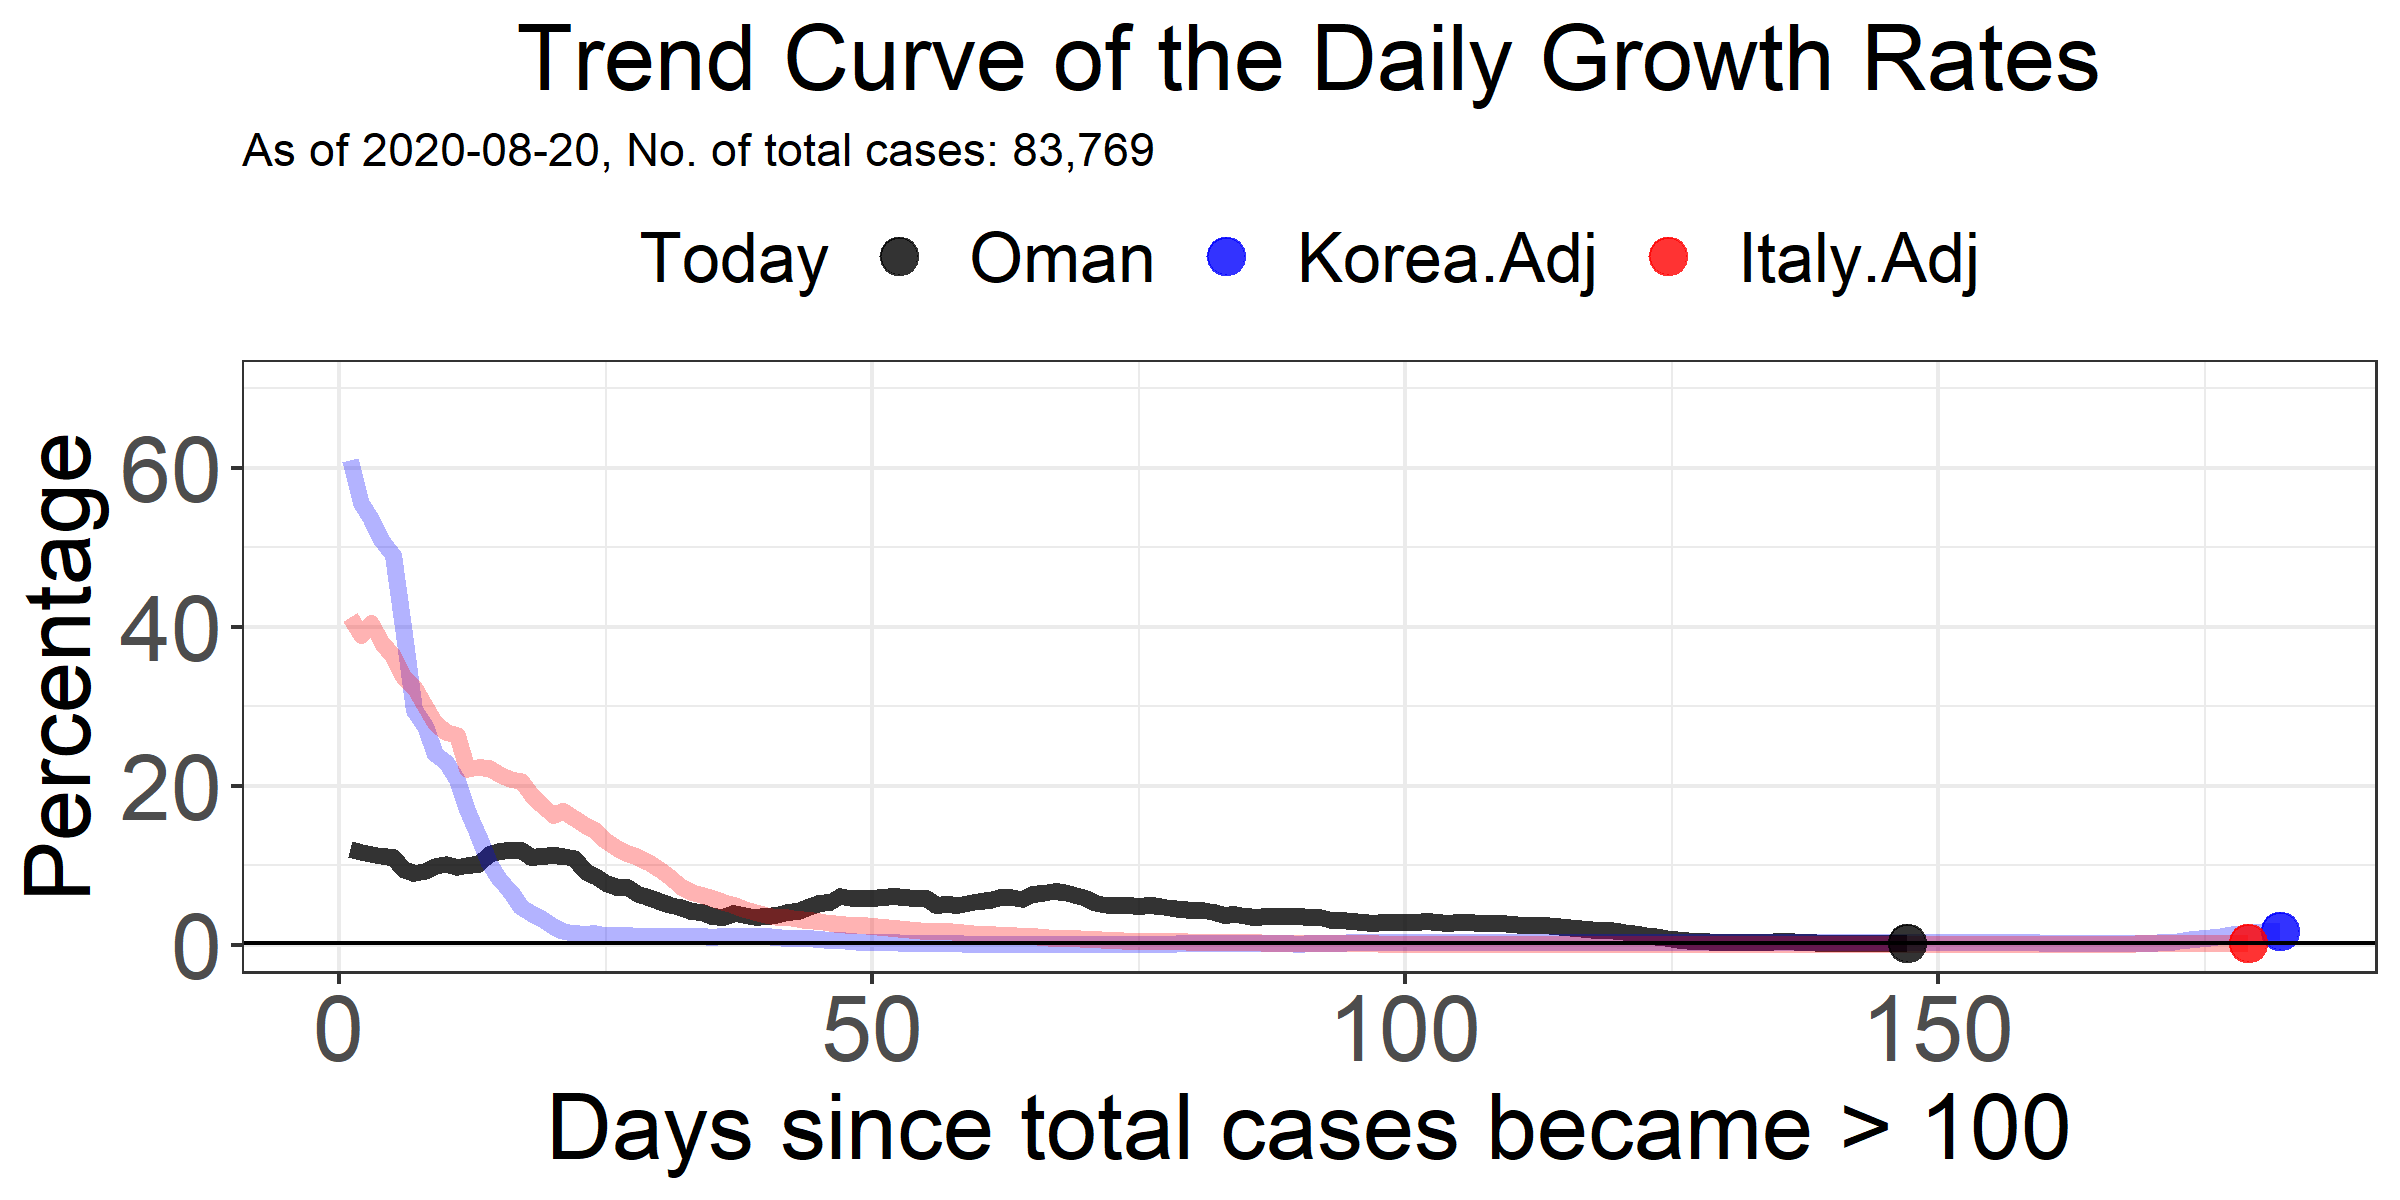 Trend Curve of the Daily Growth Rates
As of 2020-08-20, No. of total cases: 83,769
Today Oman Korea.Adj Italy.Adj
Percentage
60
40
20
0
0 50 100 150
Days since total cases became > 100